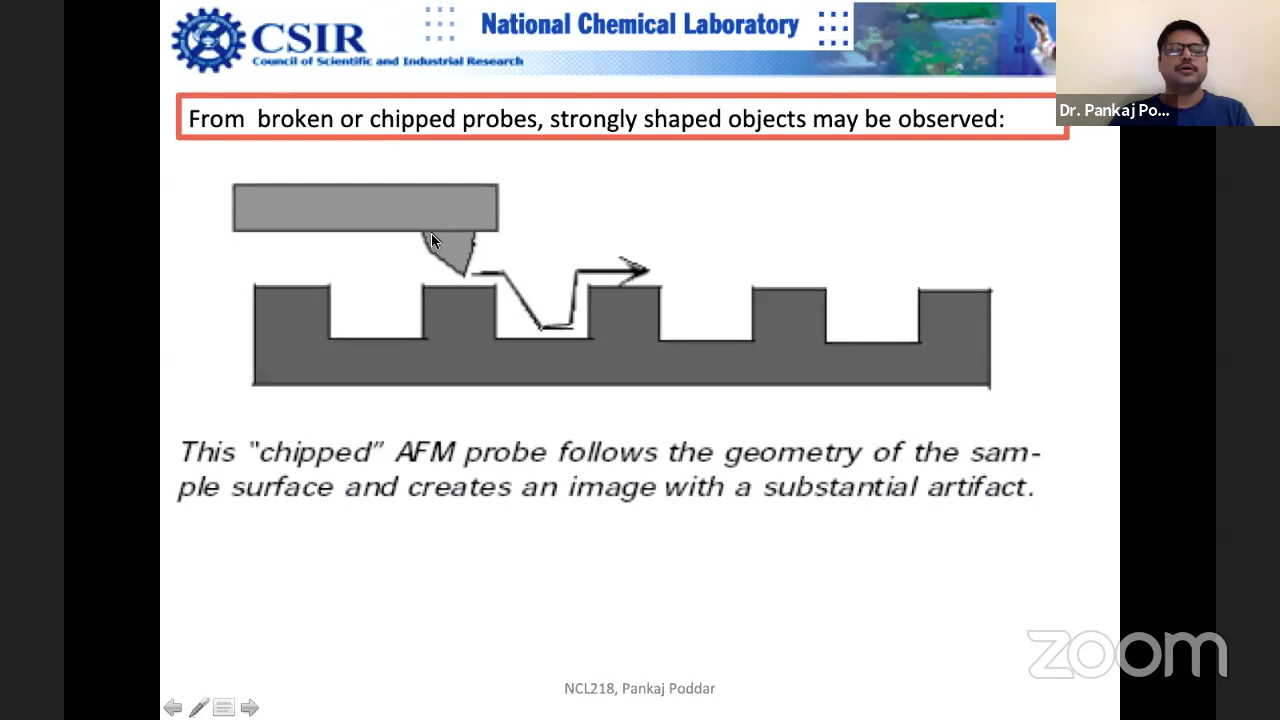 CSIR
Council of Scientific and Industrial Research
National Chemical Laboratory
Dr. Pankaj Po...
From broken or chipped probes, strongly shaped objects may be observed:
This "chipped" AFM probe follows the geometry of the sam-
ple surface and creates an image with a substantial artifact.
zoom
NCL218, Pankaj Poddar